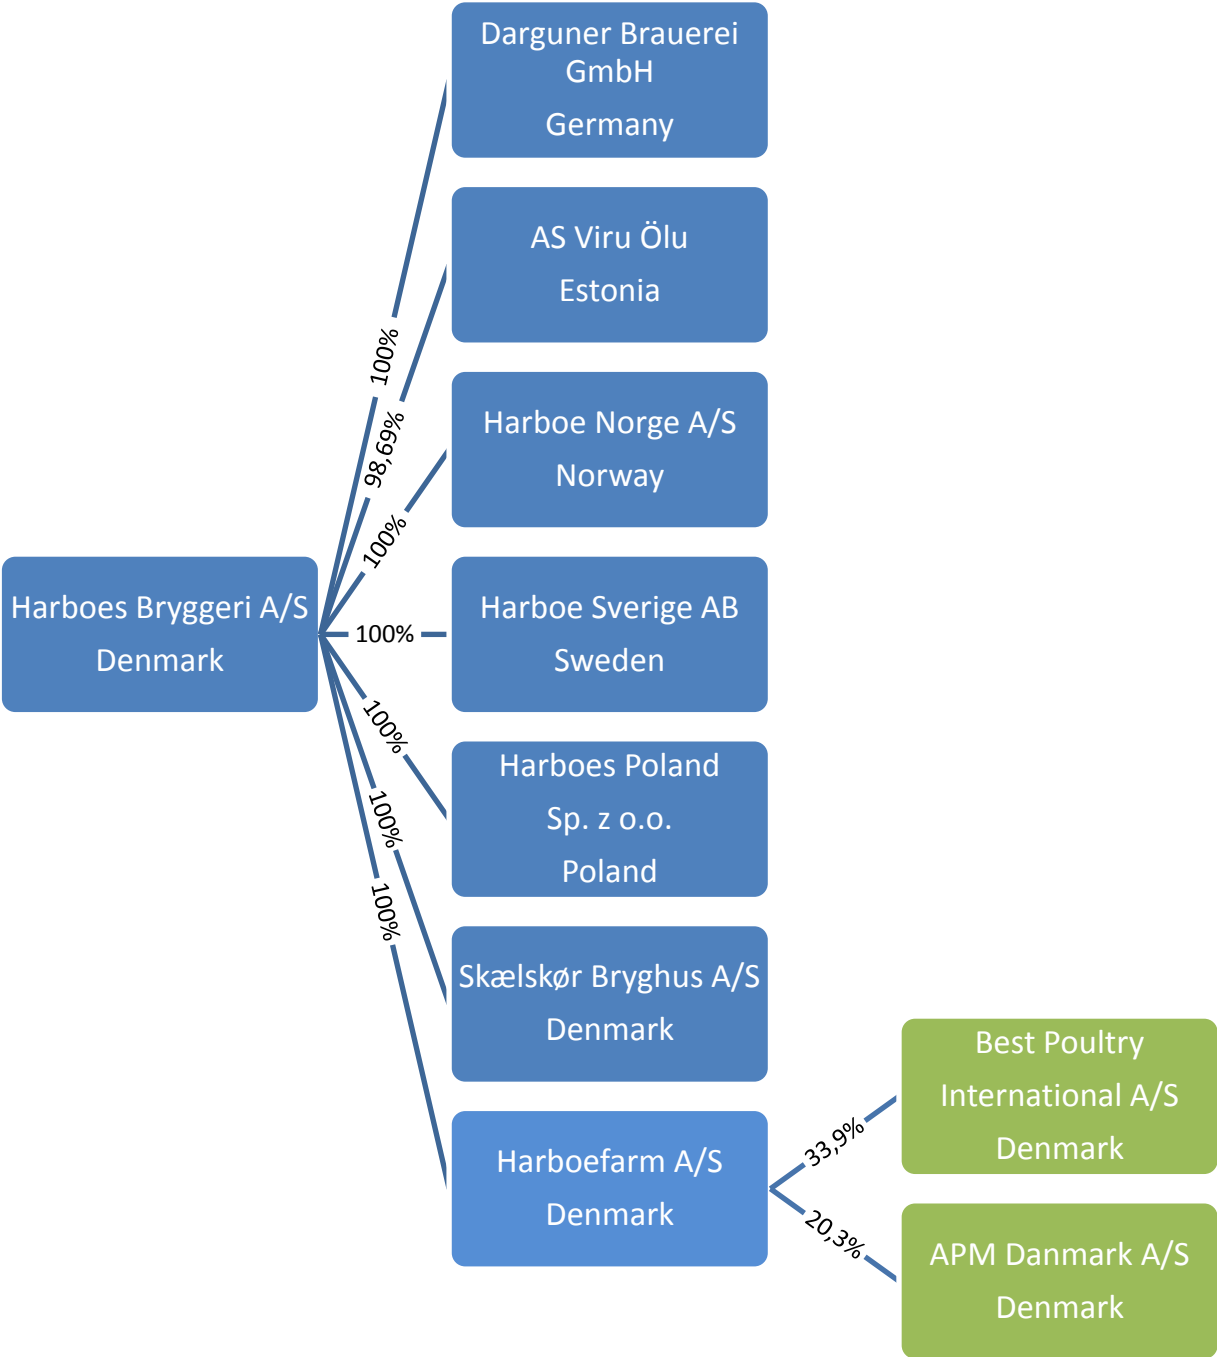 Darguner Brauerei
GmbH
Germany
AS Viru Ölu
Estonia
Harboe Norge A/S
Norway
Harboes Bryggeri A/S
Denmark
Harboe Sverige AB
Sweden
Harboes Poland
Sp. z o.o.
Poland
Skælskør Bryghus A/S
Denmark
Harboefarm A/S
Denmark
Best Poultry
International A/S
Denmark
APM Danmark A/S
Denmark
100%
98,69%
100%
100%
100%
100%
100%
33,9%
20,3%